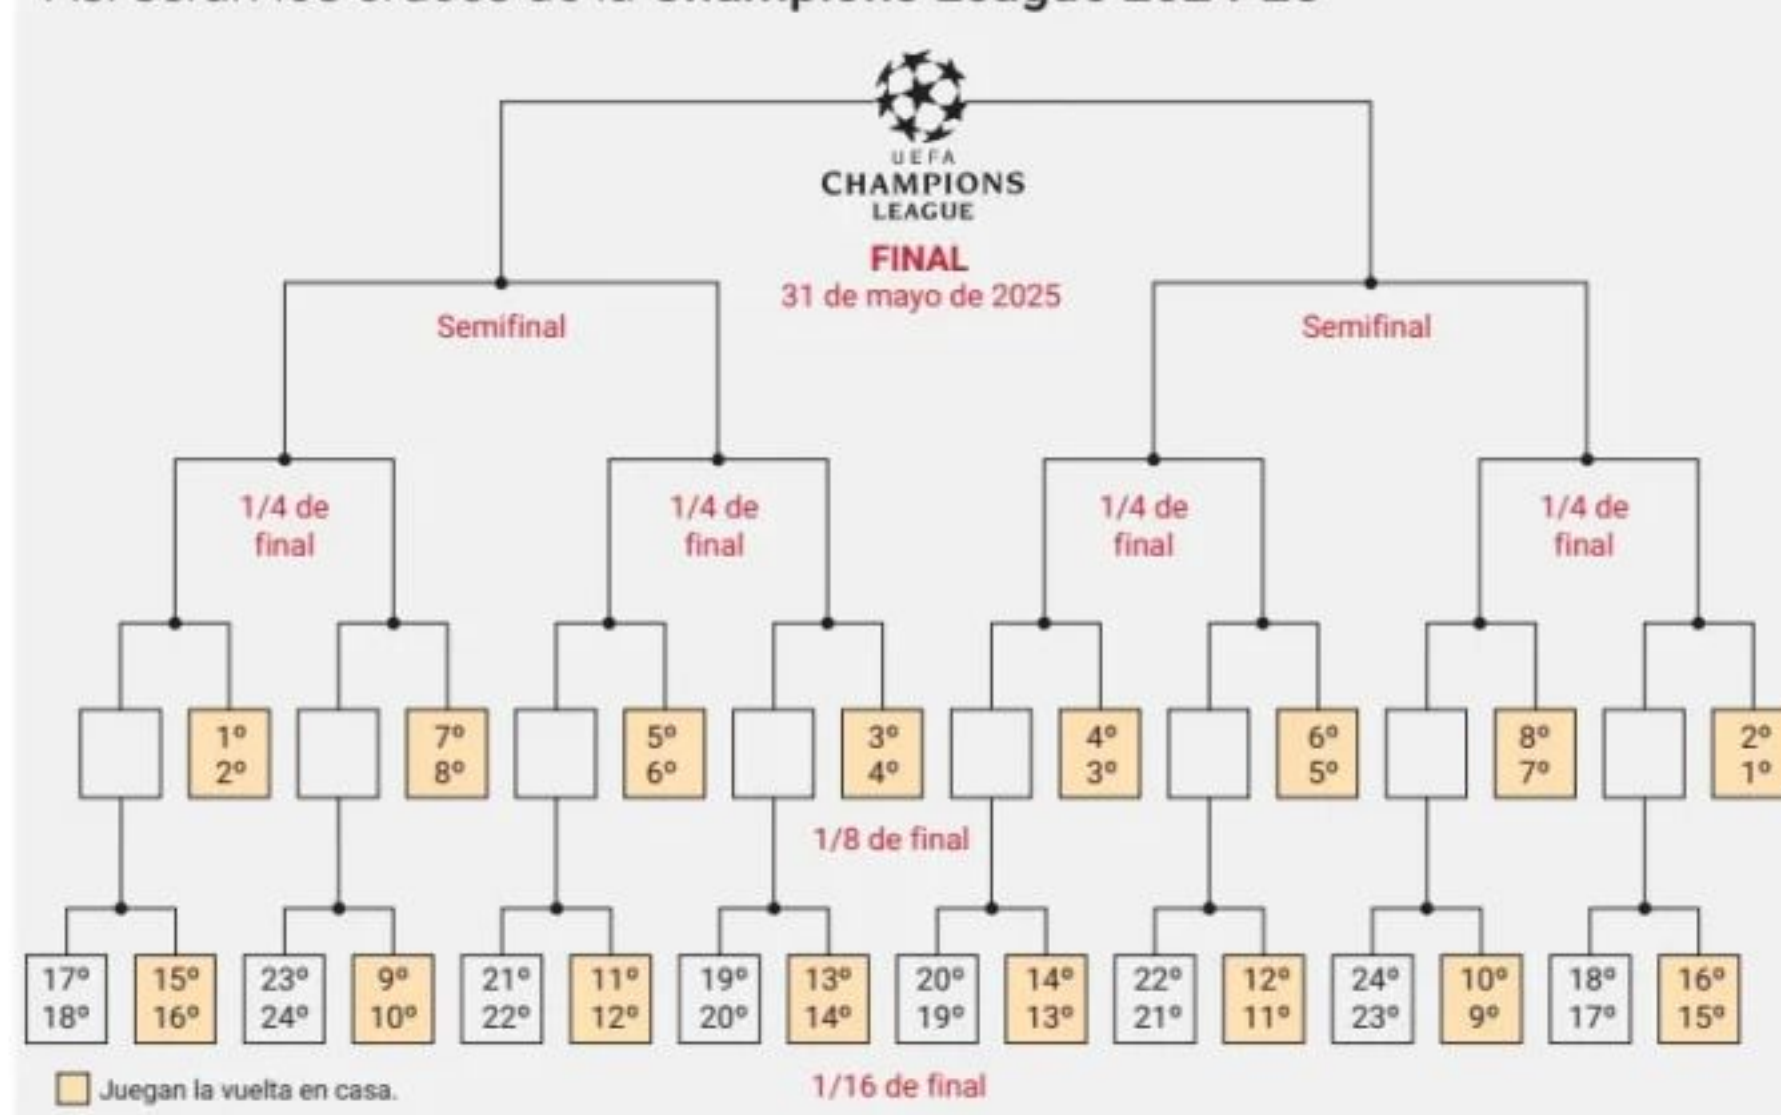 Champions League 2024-25
UEFA
CHAMPIONS
LEAGUE
FINAL
31 de mayo de 2025
Semifinal
Semifinal
1/4 de
final
1/4 de
final
1/4 de
final
1/4 de
final
1º
2º
7º
8º
5º
6º
3º
4º
4º
3º
6º
5º
8º
7º
2º
1º
1/8 de final
17º
18º
15º
16º
23º
24º
9º
10º
21º
22º
11º
12º
19º
20º
13º
14º
20º
19º
14º
13º
22º
21º
12º
11º
24º
23º
10º
9º
18º
17º
16º
15º
Juegan la vuelta en casa.
1/16 de final